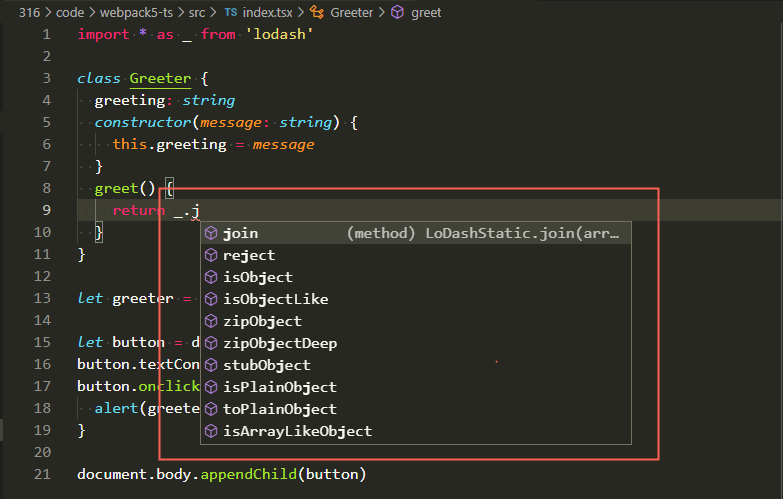 316 > code > webpack5-ts > src > TS index.tsx > Greeter > greet
1 import * as _ from 'lodash'
2
3 class Greeter {
4 greeting: string
5 constructor(message: string) {
6 this.greeting = message
7 }
8 greet() {
9 return _.j
10 }
join (method) LoDashStatic.join(arr…
11 }
reject
12
isObject
13 let greeter =
isObjectLike
14
zipObject
15 let button = d
zipObjectDeep
16 button.textCon
stubObject
17 button.onclick
isPlainObject
18 alert(greete
toPlainObject
19 }
isArrayLikeObject
20
21 document.body.appendChild(button)